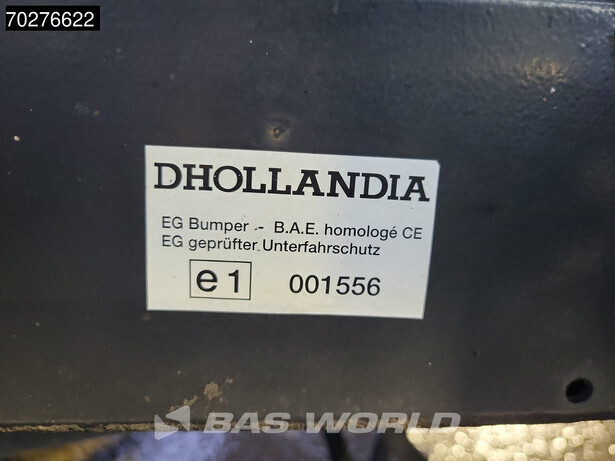 70276622
DHOLLANDIA
EG Bumper - B.A.E. homologé CE
EG geprüfter Unterfahrschutz
e1 001556
BAS WORLD